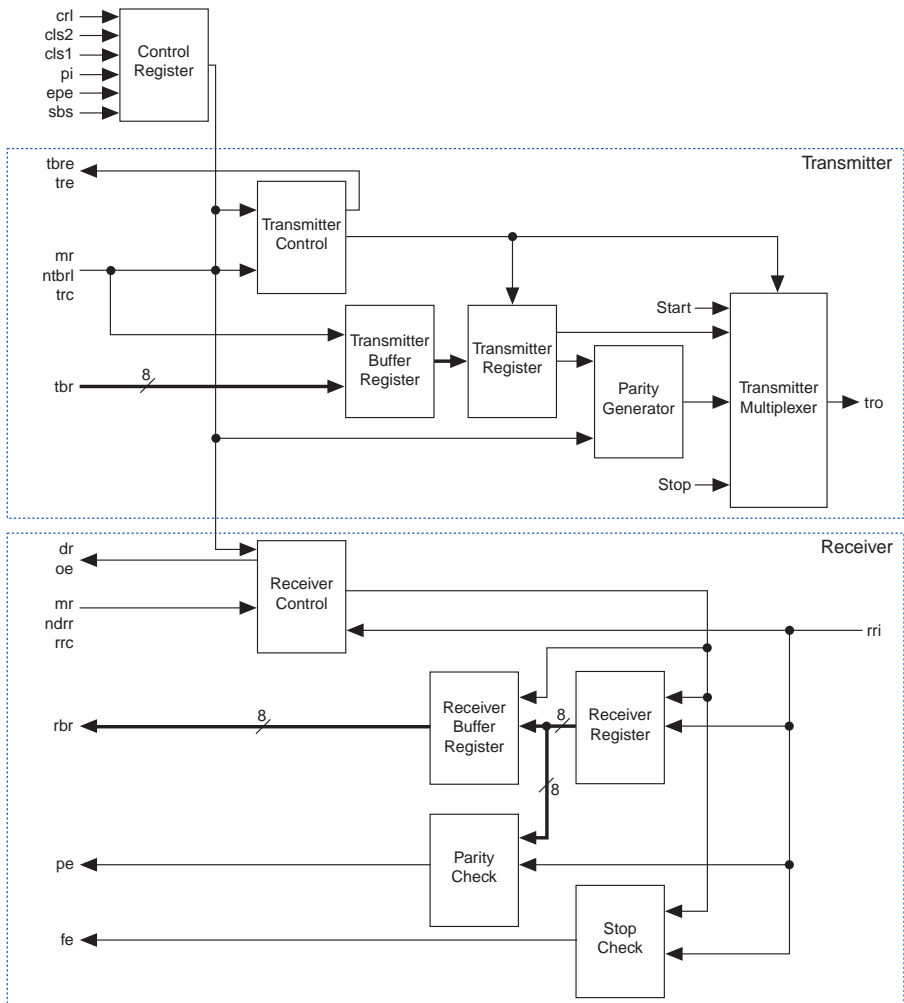 crl
cls2
cls1
pi
epe
sbs
Control
Register
Transmitter
tbre
tre
Transmitter
Control
mr
ntbrl
trc
Start
Transmitter
Buffer
Register
Transmitter
Register
Parity
Generator
Transmitter
Multiplexer
tro
tbr
8
Stop
Receiver
dr
oe
Receiver
Control
mr
ndrr
rrc
rri
rbr
8
Receiver
Buffer
Register
8
Receiver
Register
8
pe
Parity
Check
fe
Stop
Check